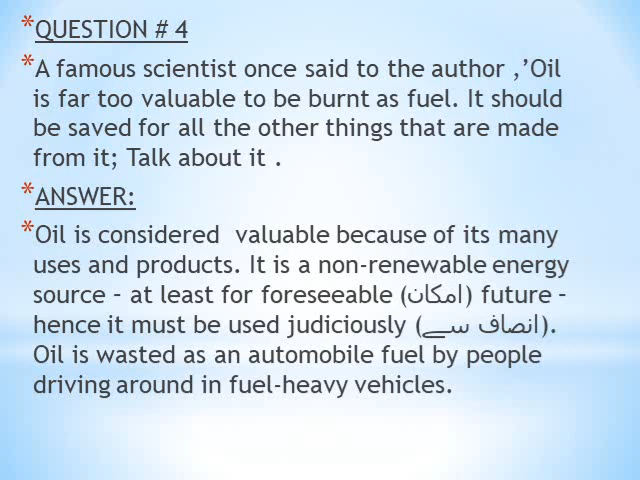 *QUESTION # 4
*A famous scientist once said to the author ,’Oil
is far too valuable to be burnt as fuel. It should
be saved for all the other things that are made
from it; Talk about it .
*ANSWER:
*Oil is considered  valuable because of its many
uses and products. It is a non-renewable energy
source – at least for foreseeable (امکان) future –
hence it must be used judiciously (انصاف سے).
Oil is wasted as an automobile fuel by people
driving around in fuel-heavy vehicles.